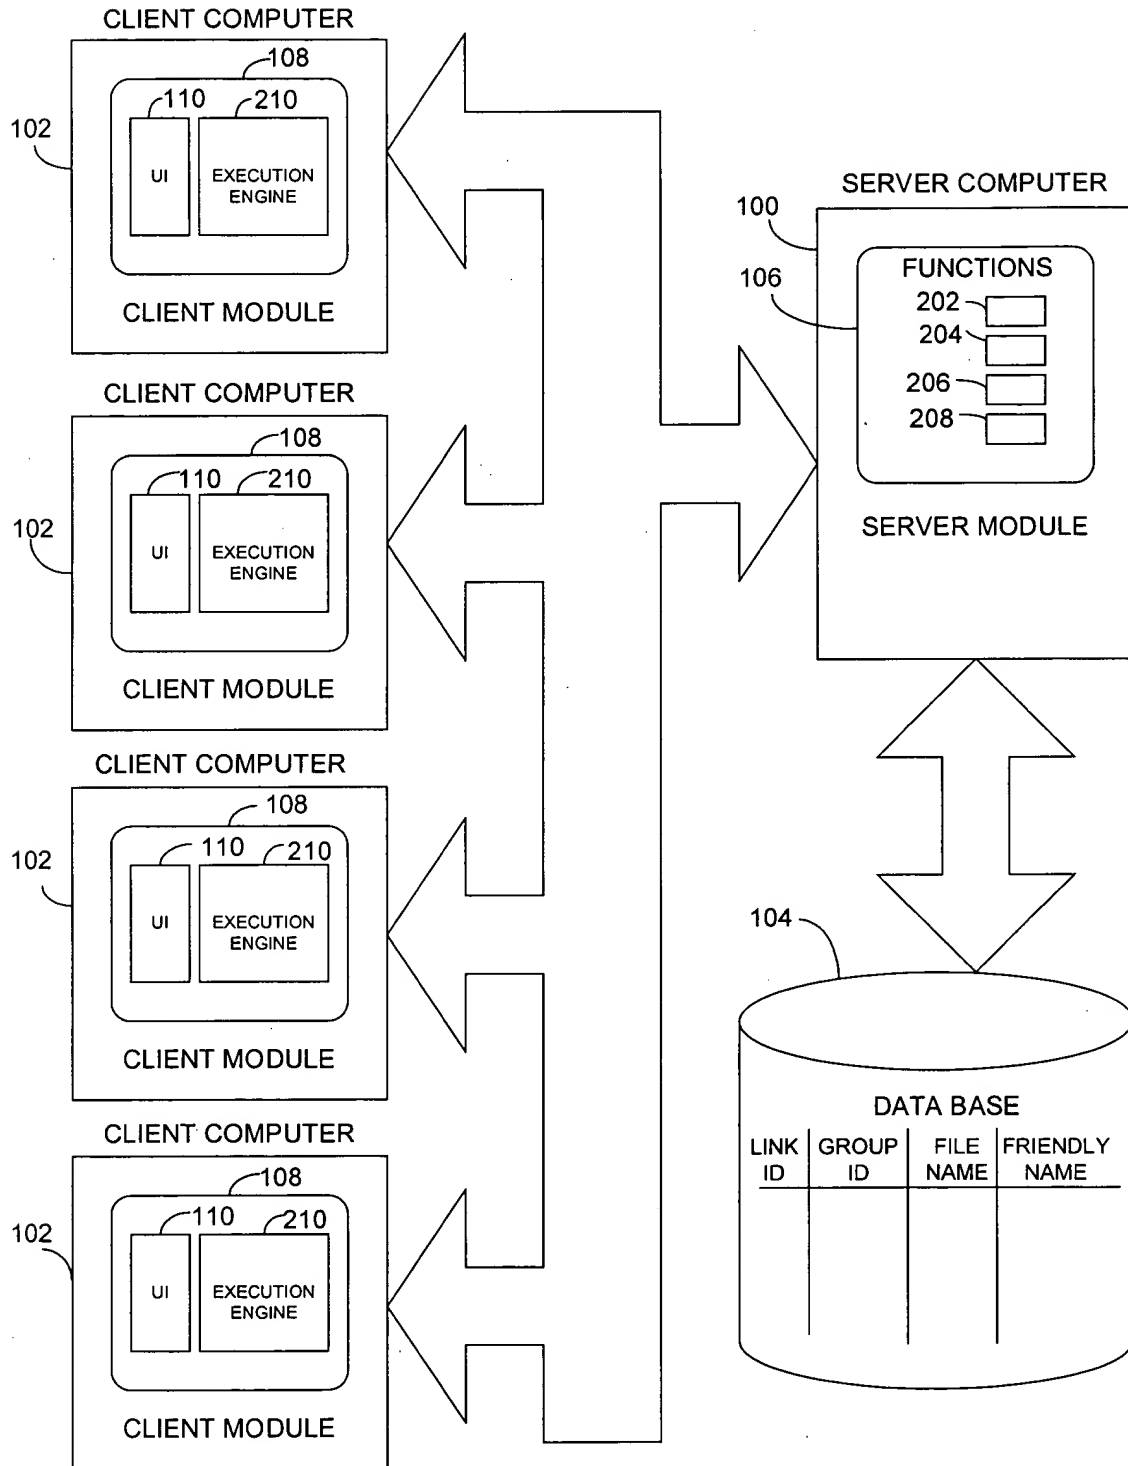 CLIENT COMPUTER
108
110 210
102
UI
EXECUTION
ENGINE
CLIENT MODULE
CLIENT COMPUTER
108
110 210
102
UI
EXECUTION
ENGINE
CLIENT MODULE
CLIENT COMPUTER
108
110 210
102
UI
EXECUTION
ENGINE
CLIENT MODULE
CLIENT COMPUTER
108
110 210
102
UI
EXECUTION
ENGINE
CLIENT MODULE
SERVER COMPUTER
100
106
FUNCTIONS
202
204
206
208
SERVER MODULE
104
DATA BASE
LINK ID
GROUP ID
FILE NAME
FRIENDLY NAME